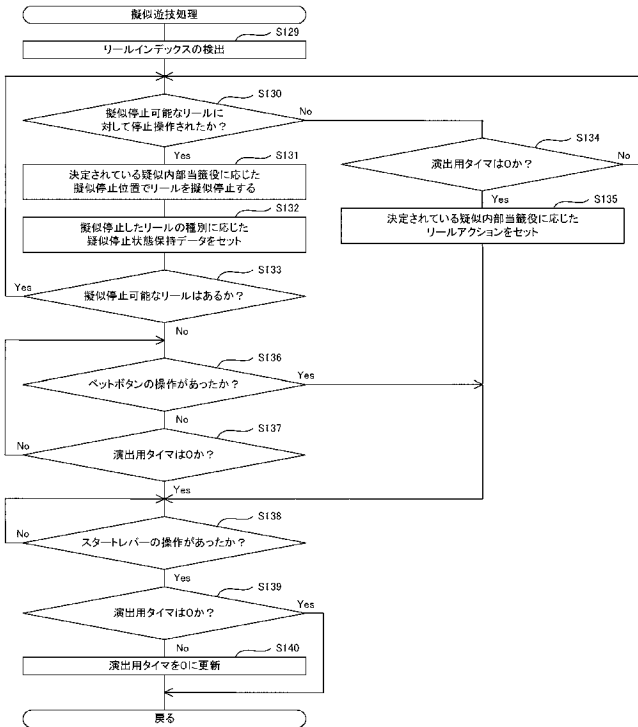 擬似遊技処理
S129
リールインデックスの検出
S130
擬似停止可能なリールに
対して停止操作されたか？
No
Yes
S134
演出用タイマは0か？
No
Yes
S131
決定されている疑似内部当籤役に応じた
擬似停止位置でリールを擬似停止する
S135
決定されている疑似内部当籤役に応じた
リールアクションをセット
S132
擬似停止したリールの種別に応じた
疑似停止状態保持データをセット
S133
擬似停止可能なリールはあるか？
Yes
No
S136
ベットボタンの操作があったか？
Yes
No
S137
演出用タイマは0か？
No
Yes
S138
スタートレバーの操作があったか？
No
Yes
S139
演出用タイマは0か？
Yes
No
S140
演出用タイマを0に更新
戻る